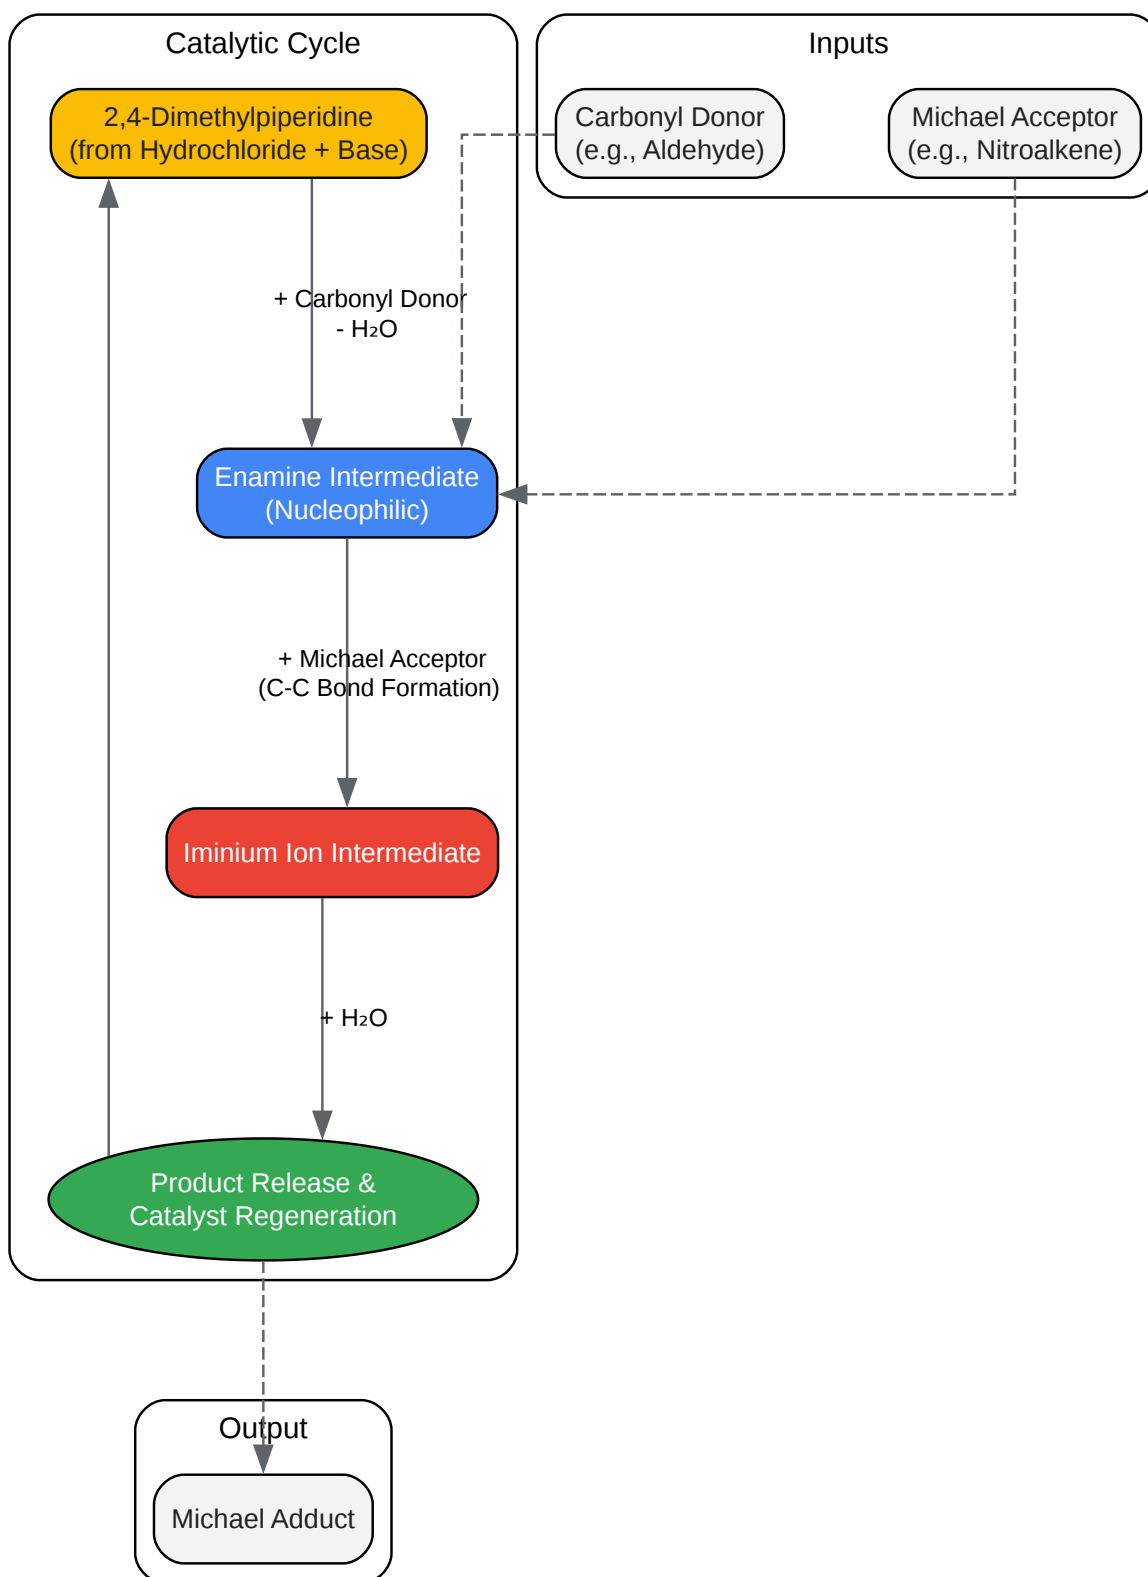 Catalytic Cycle
Inputs
2,4-Dimethylpiperidine
(from Hydrochloride + Base)
Carbonyl Donor
(e.g., Aldehyde)
Michael Acceptor
(e.g., Nitroalkene)
+ Carbonyl Donor
- H₂O
Enamine Intermediate
(Nucleophilic)
+ Michael Acceptor
(C-C Bond Formation)
Iminium Ion Intermediate
+ H₂O
Product Release &
Catalyst Regeneration
Output
Michael Adduct